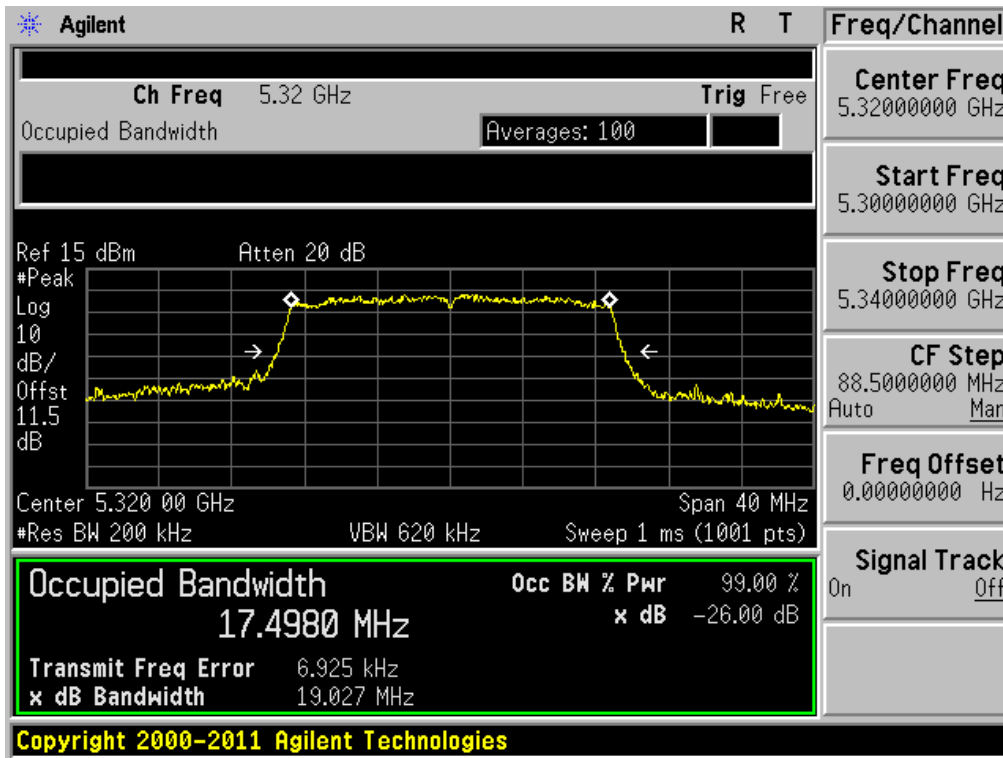 Agilent R T
Ch Freq 5.32 GHz Trig Free
Occupied Bandwidth Averages: 100
Ref 15 dBm Atten 20 dB
#Peak
Log
10
dB/
Offst
11.5
dB
Center 5.320 00 GHz Span 40 MHz
#Res BW 200 kHz VBW 620 kHz Sweep 1 ms (1001 pts)
Occupied Bandwidth Occ BW % Pwr 99.00 %
17.4980 MHz x dB -26.00 dB
Transmit Freq Error 6.925 kHz
x dB Bandwidth 19.027 MHz
Copyright 2000-2011 Agilent Technologies
Freq/Channel
Center Freq
5.32000000 GHz
Start Freq
5.30000000 GHz
Stop Freq
5.34000000 GHz
CF Step
88.5000000 MHz
Auto Man
Freq Offset
0.00000000 Hz
Signal Track
On Off